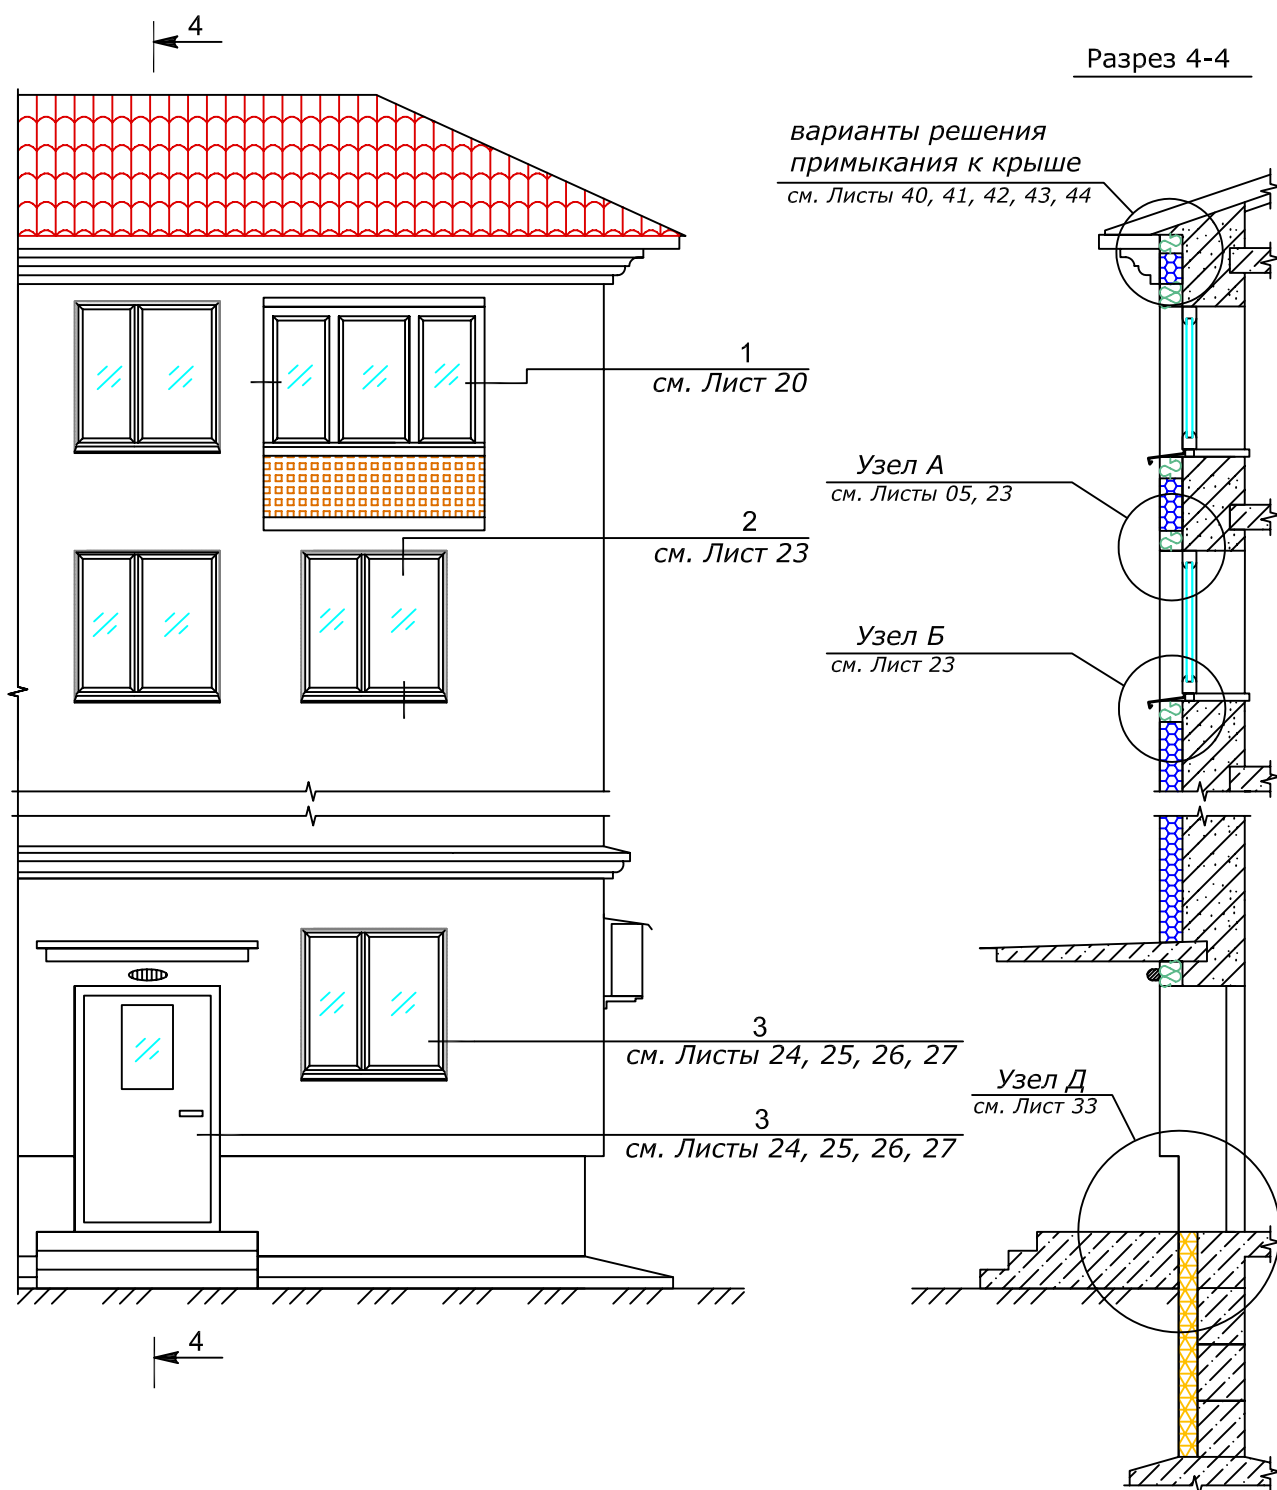 4
Разрез 4-4
варианты решения
примыкания к крыше
см. Листы 40, 41, 42, 43, 44
1
см. Лист 20
Узел А
см. Листы 05, 23
2
см. Лист 23
Узел Б
см. Лист 23
3
см. Листы 24, 25, 26, 27
Узел Д
см. Лист 33
3
см. Листы 24, 25, 26, 27
4